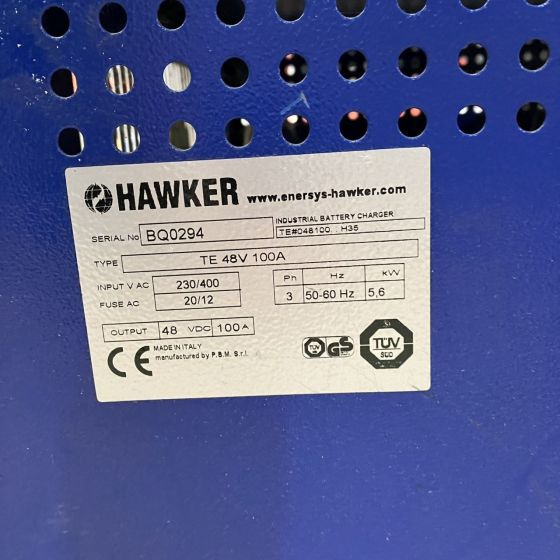 HAWKER www.enersys-hawker.com
SERIAL No BQ0294
INDUSTRIAL BATTERY CHARGER
TE#048100 H35
TYPE TE 48V 100A
INPUT V AC 230/400
FUSE AC 20/12
Ph Hz kW
3 50-60 Hz 5,6
OUTPUT 48 VDC 100 A
CE MADE IN ITALY
manufactured by P.B.M. S.r.l.
TÜV GS
TÜV
SÜD